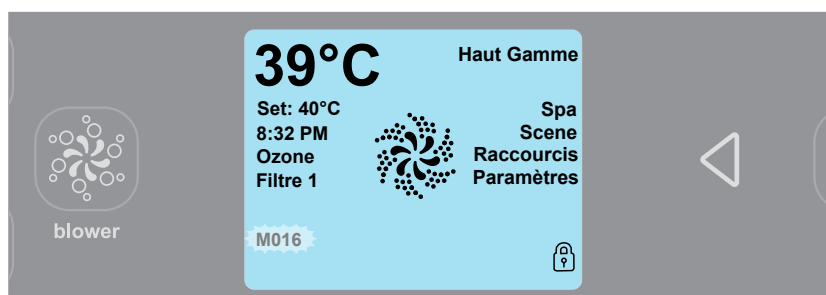 39°C
Haut Gamme
Set: 40°C
8:32 PM
Ozone
Filtre 1
Spa
Scene
Raccourcis
Paramètres
M016
blower